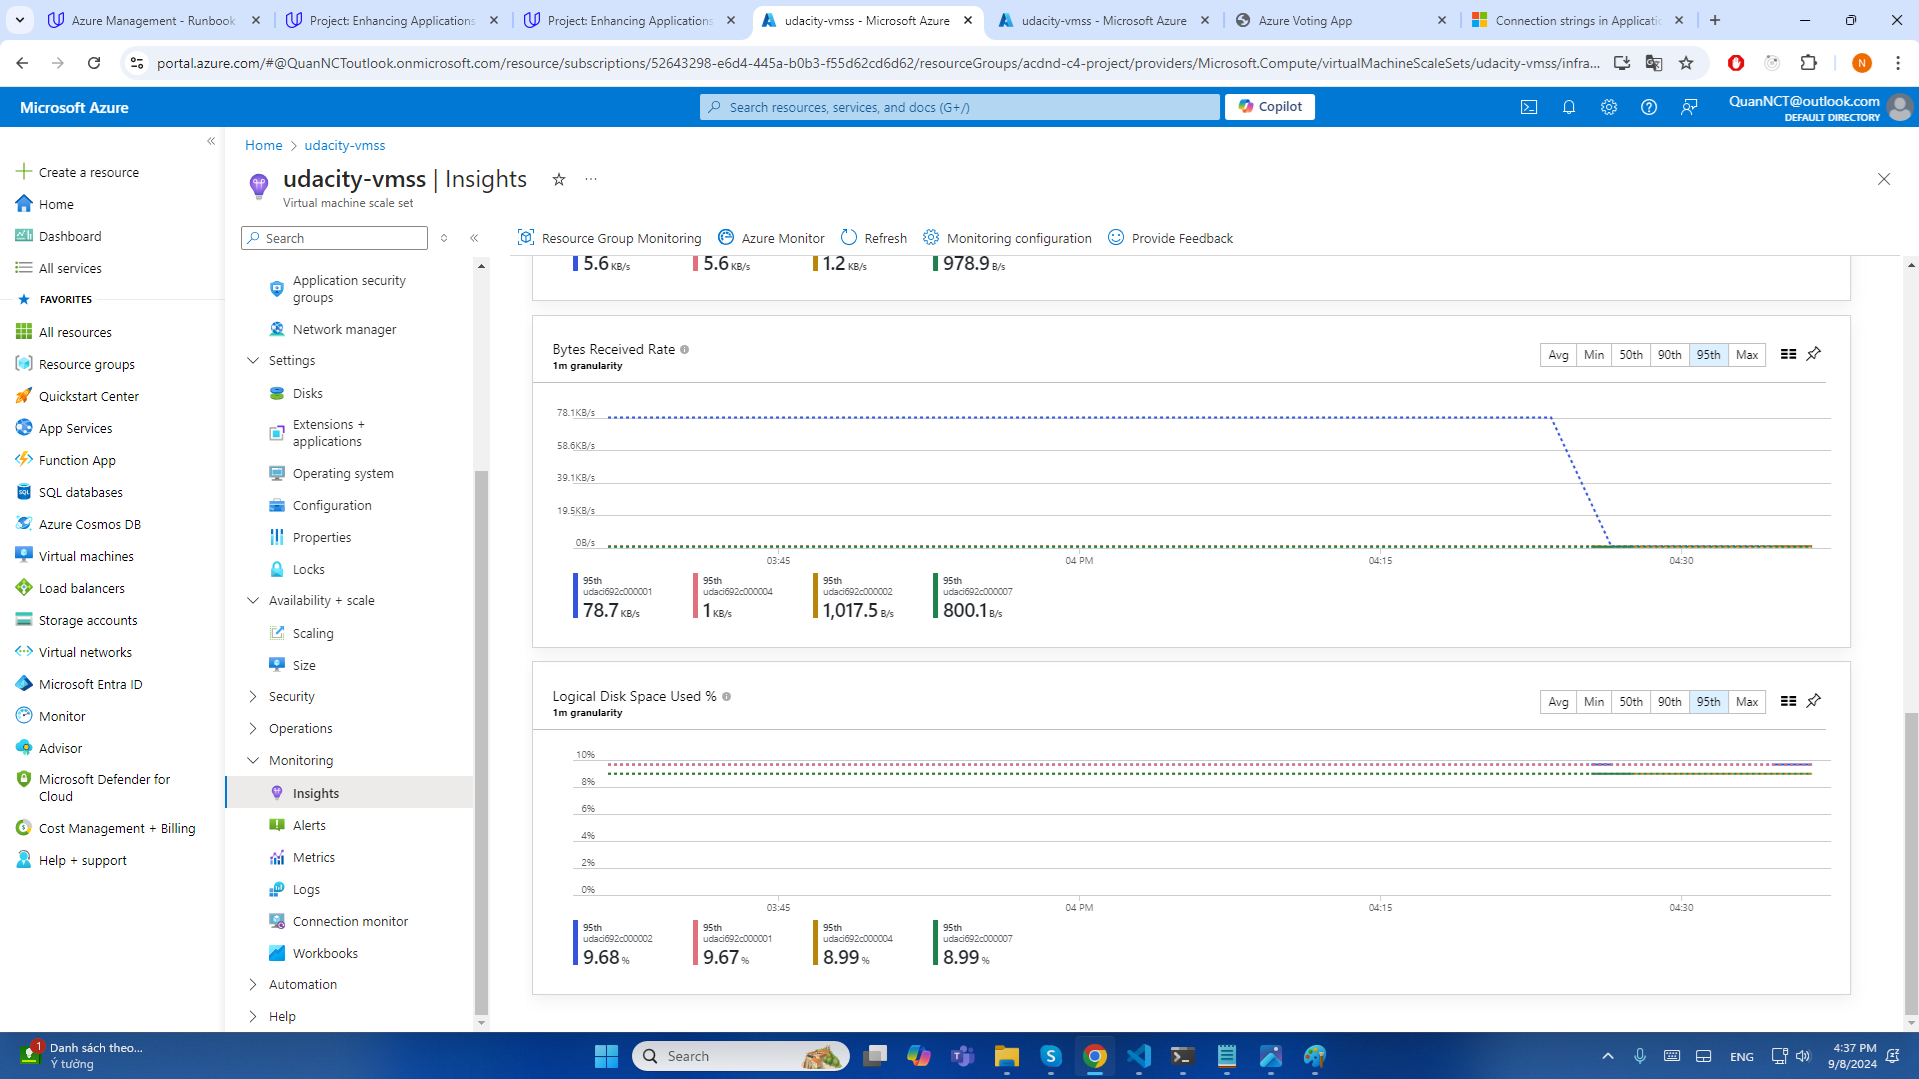 Azure Management - Runbook
Project: Enhancing Applications
Project: Enhancing Applications
udacity-vmss - Microsoft Azure
udacity-vmss - Microsoft Azure
Azure Voting App
Connection strings in Applicati
portal.azure.com/#@QuanNCToutlook.onmicrosoft.com/resource/subscriptions/52643298-e6d4-445a-b0b3-f55d62cd6d62/resourceGroups/acdnd-c4-project/providers/Microsoft.Compute/virtualMachineScaleSets/udacity-vmss/infra...
N
Microsoft Azure
Search resources, services, and docs (G+/)
Copilot
QuanNCT@outlook.com
DEFAULT DIRECTORY
Create a resource
Home
Dashboard
All services
FAVORITES
All resources
Resource groups
Quickstart Center
App Services
Function App
SQL databases
Azure Cosmos DB
Virtual machines
Load balancers
Storage accounts
Virtual networks
Microsoft Entra ID
Monitor
Advisor
Microsoft Defender for
Cloud
Cost Management + Billing
Help + support
Home > udacity-vmss
udacity-vmss | Insights
Virtual machine scale set
Search
Application security
groups
Network manager
Settings
Disks
Extensions +
applications
Operating system
Configuration
Properties
Locks
Availability + scale
Scaling
Size
Security
Operations
Monitoring
Insights
Alerts
Metrics
Logs
Connection monitor
Workbooks
Automation
Help
Resource Group Monitoring
Azure Monitor
Refresh
Monitoring configuration
Provide Feedback
5.6 KB/s
5.6 KB/s
1.2 KB/s
978.9 B/s
Bytes Received Rate
1m granularity
Avg Min 50th 90th 95th Max
78.1KB/s
58.6KB/s
39.1KB/s
19.5KB/s
0B/s
03:45 04 PM 04:15 04:30
95th
udaci692c000001
78.7 KB/s
95th
udaci692c000004
1 KB/s
95th
udaci692c000002
1,017.5 B/s
95th
udaci692c000007
800.1 B/s
Logical Disk Space Used %
1m granularity
Avg Min 50th 90th 95th Max
10%
8%
6%
4%
2%
0%
03:45 04 PM 04:15 04:30
95th
udaci692c000002
9.68 %
95th
udaci692c000001
9.67 %
95th
udaci692c000004
8.99 %
95th
udaci692c000007
8.99 %
1
Danh sách theo...
Ý tưởng
Search
ENG
4:37 PM
9/8/2024